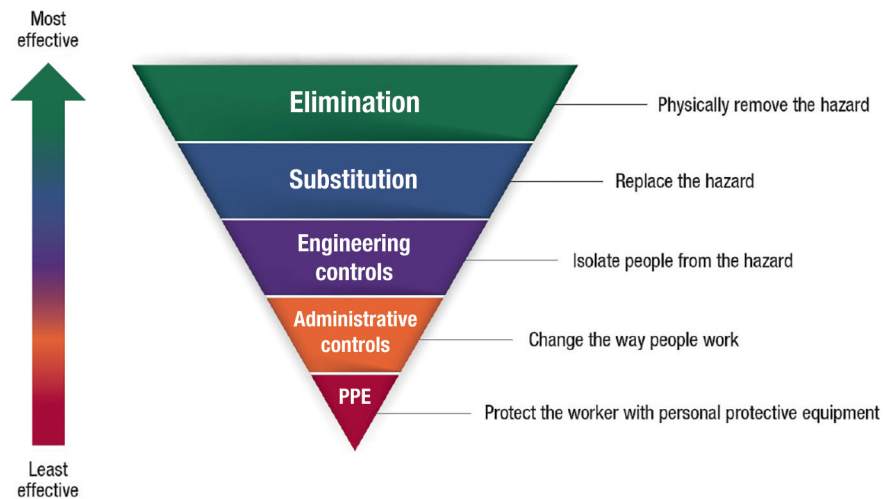 Most
effective
Elimination
Physically remove the hazard
Substitution
Replace the hazard
Engineering
controls
Isolate people from the hazard
Administrative
controls
Change the way people work
PPE
Protect the worker with personal protective equipment
Least
effective